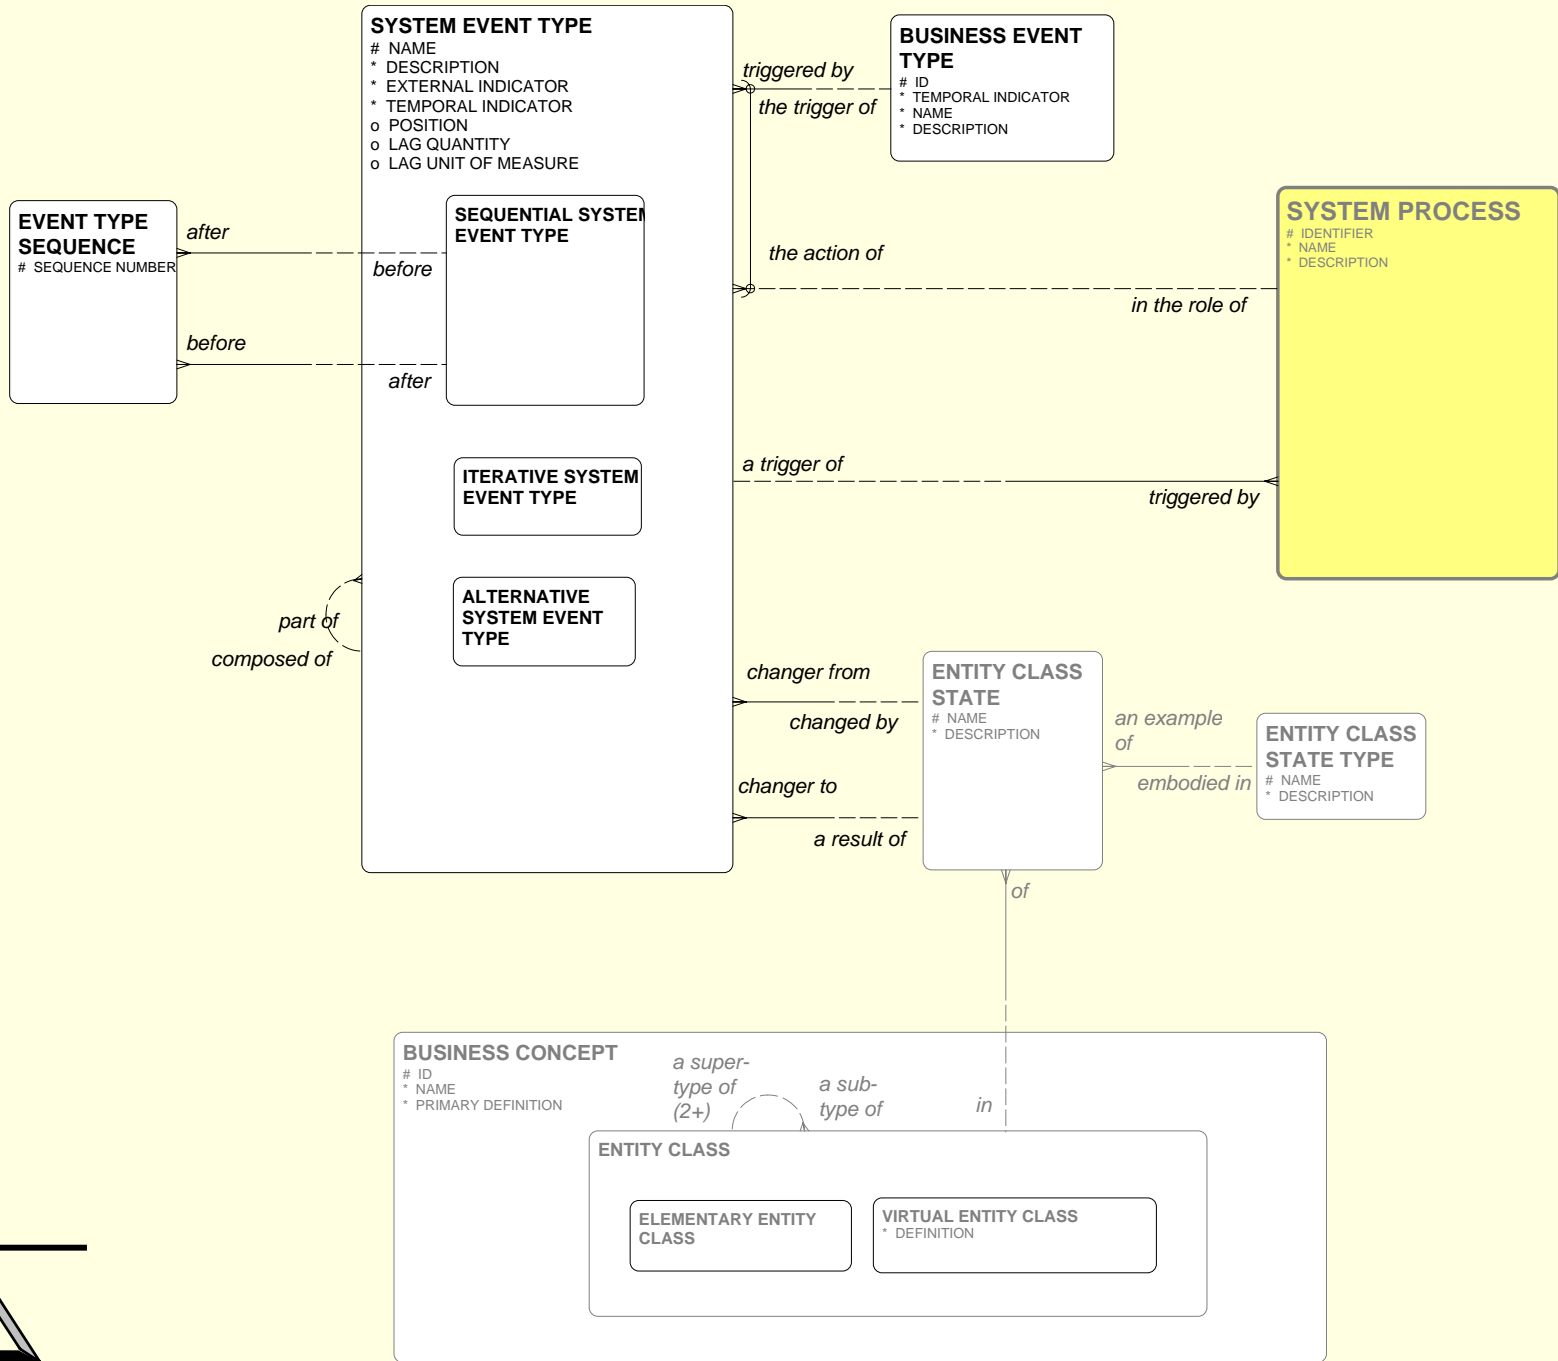 SYSTEM EVENT TYPE
# NAME
* DESCRIPTION
* EXTERNAL INDICATOR
* TEMPORAL INDICATOR
o POSITION
o LAG QUANTITY
o LAG UNIT OF MEASURE
BUSINESS EVENT
TYPE
# ID
* TEMPORAL INDICATOR
* NAME
* DESCRIPTION
triggered by
the trigger of
EVENT TYPE
SEQUENCE
# SEQUENCE NUMBER
after
before
before
after
SEQUENTIAL SYSTEM
EVENT TYPE
the action of
in the role of
SYSTEM PROCESS
# IDENTIFIER
* NAME
* DESCRIPTION
ITERATIVE SYSTEM
EVENT TYPE
a trigger of
triggered by
ALTERNATIVE
SYSTEM EVENT
TYPE
part of
composed of
changer from
changed by
changer to
a result of
ENTITY CLASS
STATE
# NAME
* DESCRIPTION
an example
of
embodied in
ENTITY CLASS
STATE TYPE
# NAME
* DESCRIPTION
of
in
BUSINESS CONCEPT
# ID
* NAME
* PRIMARY DEFINITION
a super-
type of
(2+)
a sub-
type of
ENTITY CLASS
ELEMENTARY ENTITY
CLASS
VIRTUAL ENTITY CLASS
* DEFINITION